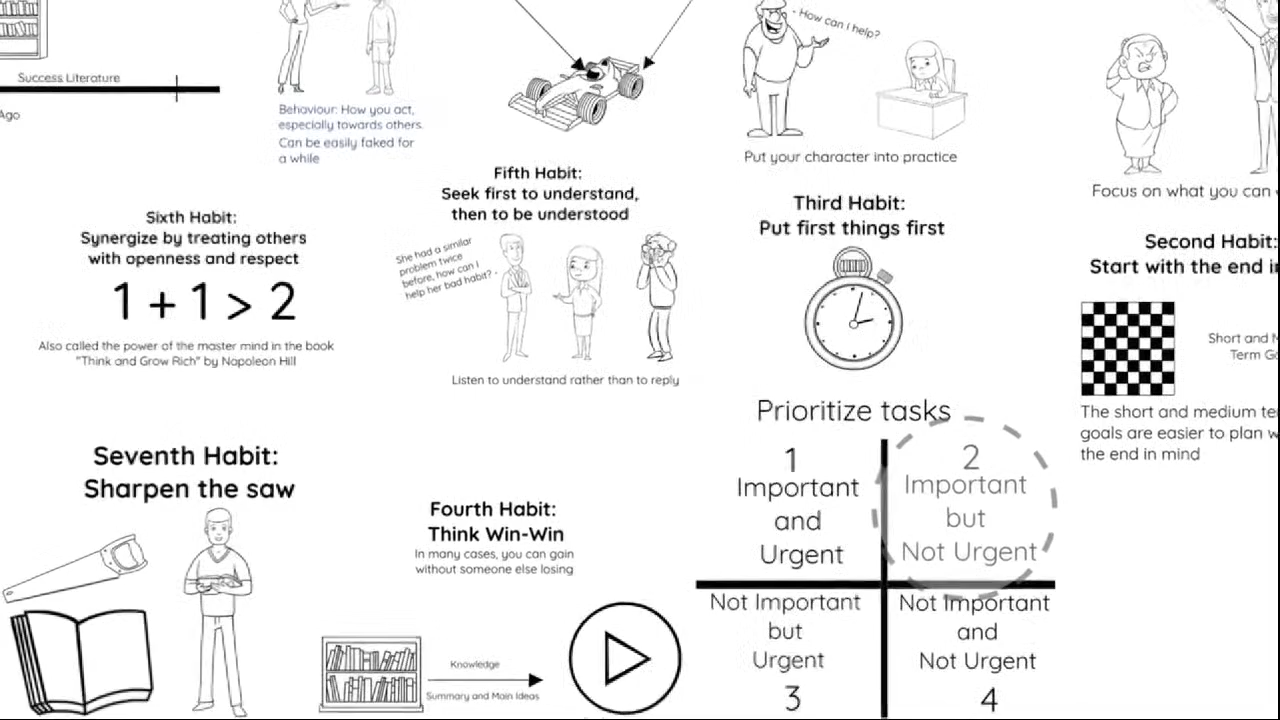 Success Literature
Ago
Behaviour: How you act,
especially towards others.
Can be easily faked for
a while
- How can I help?
Put your character into practice
Focus on what you can
Sixth Habit:
Synergize by treating others
with openness and respect
1 + 1 > 2
Also called the power of the master mind in the book
"Think and Grow Rich" by Napoleon Hill
Fifth Habit:
Seek first to understand,
then to be understood
She had a similar
problem twice
before, how can I
help her bad habit? -
Listen to understand rather than to reply
Third Habit:
Put first things first
Second Habit:
Start with the end
Short and
Term
The short and medium
goals are easier to plan
the end in mind
Prioritize tasks
1
Important
and
Urgent
2
Important
but
Not Urgent
Not Important
but
Urgent
3
Not Important
and
Not Urgent
4
Seventh Habit:
Sharpen the saw
Fourth Habit:
Think Win-Win
In many cases, you can gain
without someone else losing
Knowledge
Summary and Main Ideas